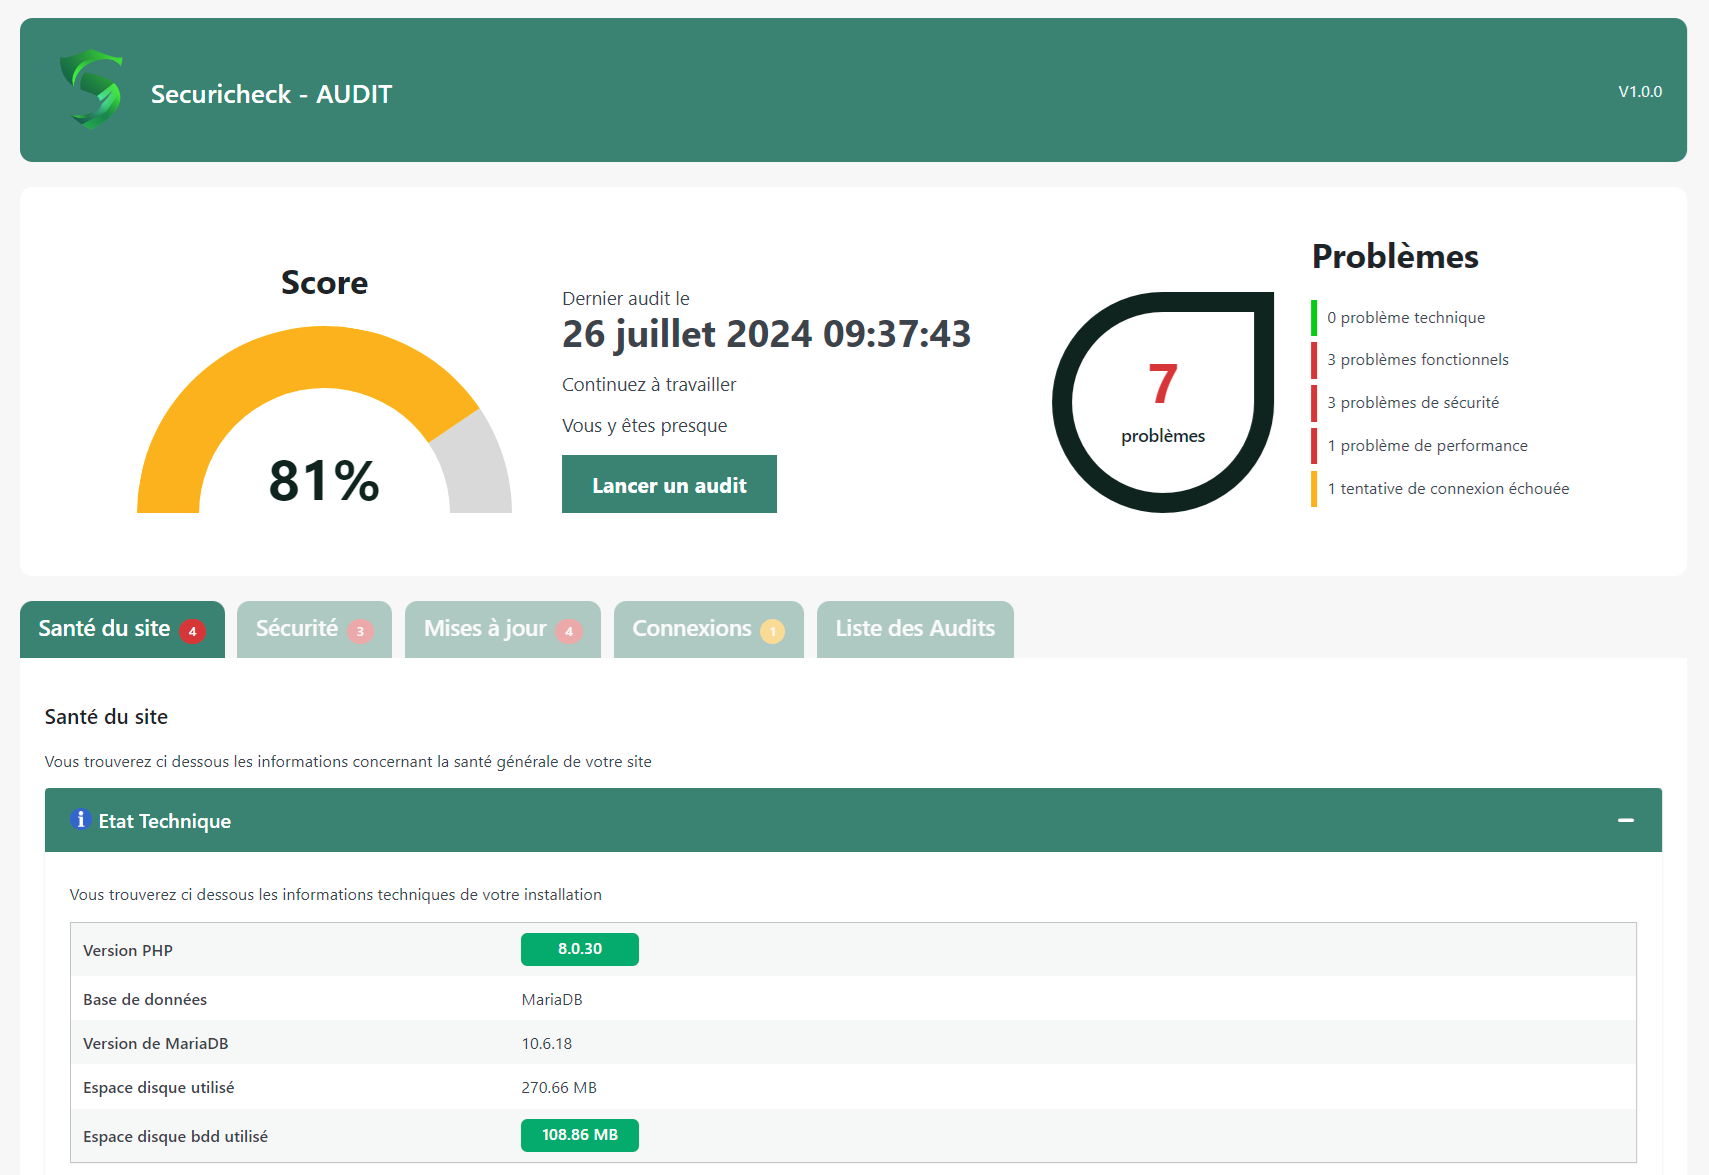 Securicheck - AUDIT
V1.0.0
Score
81%
Dernier audit le
26 juillet 2024 09:37:43
Continuez à travailler
Vous y êtes presque
Lancer un audit
7
problèmes
Problèmes
0 problème technique
3 problèmes fonctionnels
3 problèmes de sécurité
1 problème de performance
1 tentative de connexion échouée
Santé du site 4
Sécurité 3
Mises à jour 4
Connexions 1
Liste des Audits
Santé du site
Vous trouverez ci dessous les informations concernant la santé générale de votre site
Etat Technique
Vous trouverez ci dessous les informations techniques de votre installation
Version PHP 8.0.30
Base de données MariaDB
Version de MariaDB 10.6.18
Espace disque utilisé 270.66 MB
Espace disque bdd utilisé 108.86 MB